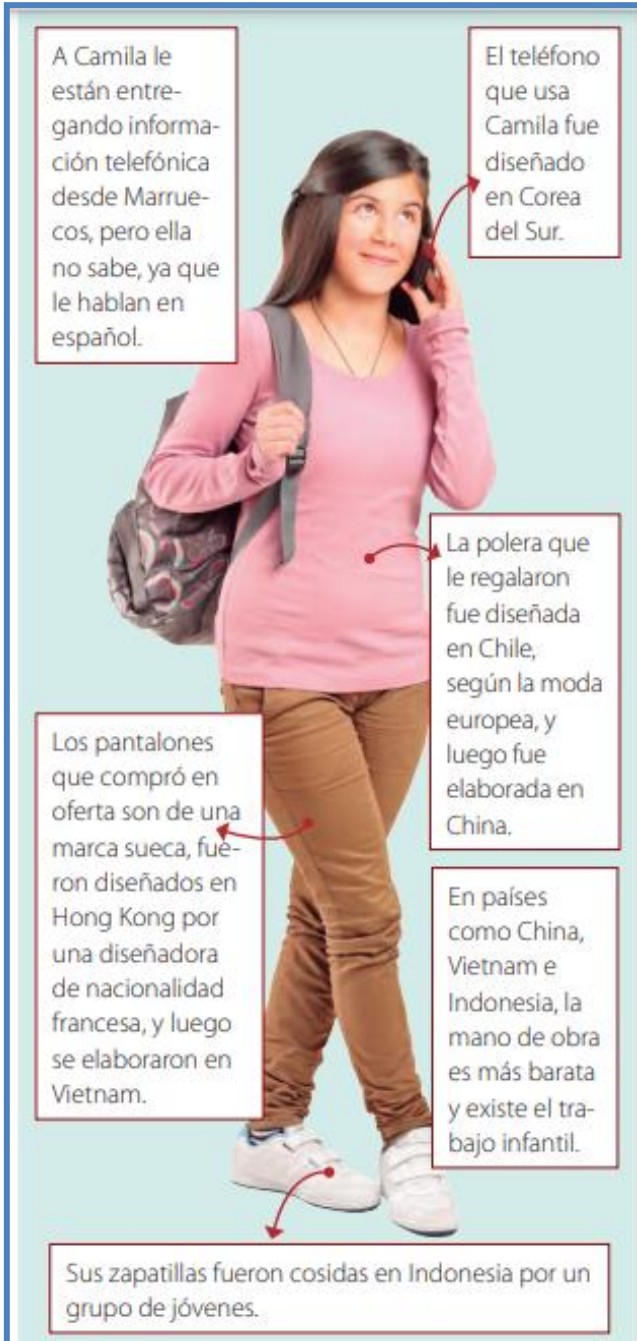 A Camila le
están entre-
gando informa-
ción telefónica
desde Marrue-
cos, pero ella
no sabe, ya que
le hablan en
español.
El teléfono
que usa
Camila fue
diseñado
en Corea
del Sur.
La polera que
le regalaron
fue diseñada
en Chile,
según la moda
europea, y
luego fue
elaborada en
China.
Los pantalones
que compró en
oferta son de una
marca sueca, fue-
ron diseñados en
Hong Kong por
una diseñadora
de nacionalidad
francesa, y luego
se elaboraron en
Vietnam.
En países
como China,
Vietnam e
Indonesia, la
mano de obra
es más barata
y existe el tra-
bajo infantil.
Sus zapatillas fueron cosidas en Indonesia por un
grupo de jóvenes.